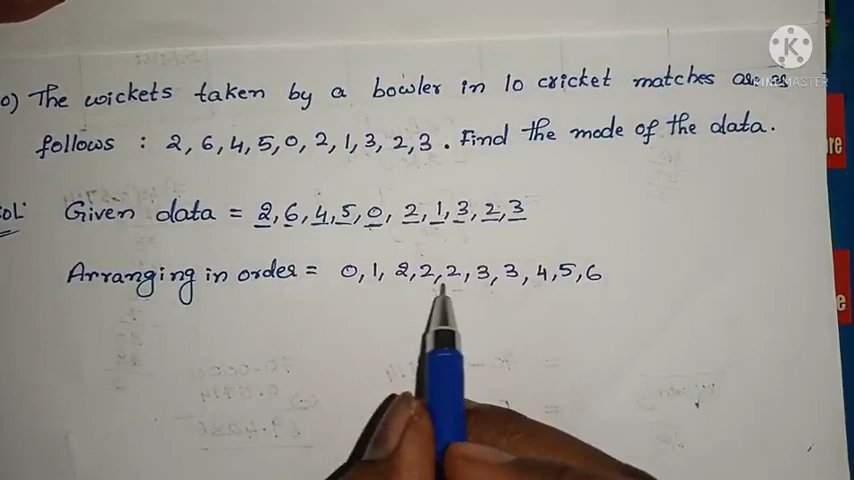 o) The wickets taken by a bowler in 10 cricket matches are as
KINEMASTER
follows : 2, 6, 4, 5, 0, 2, 1, 3, 2, 3. Find the mode of the data.
Sol: Given data = 2, 6, 4, 5, 0, 2, 1, 3, 2, 3
Arranging in order = 0, 1, 2, 2, 2, 3, 3, 4, 5, 6